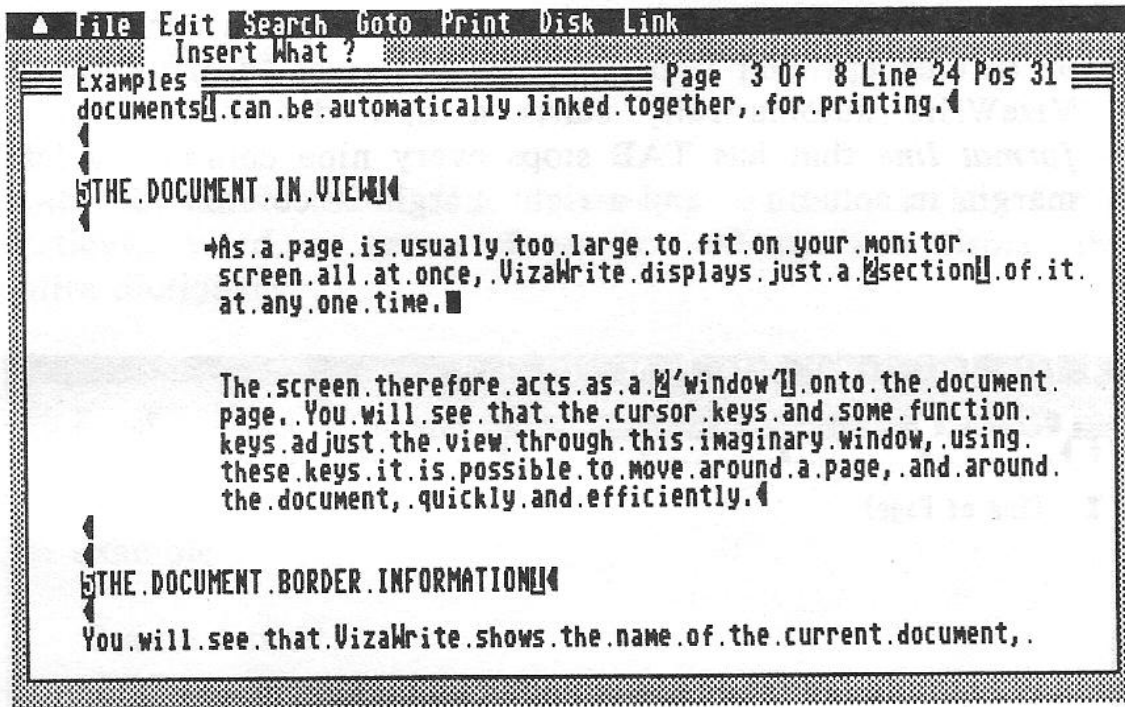 File Edit Search Goto Print Disk Link
Insert What ?
Examples Page 3 Of 8 Line 24 Pos 31
documents.can.be.automatically.linked.together,.for.printing.
5THE.DOCUMENT.IN.VIEW
As.a.page.is.usually.too.large.to.fit.on.your.monitor
screen.all.at.once,.VizaWrite.displays.just.a.2section.of.it.
at.any.one.time.
The.screen.therefore.acts.as.a.2'window'.onto.the.document.
page..You.will.see.that.the.cursor.keys.and.some.function.
keys.adjust.the.view.through.this.imaginary.window,.using.
these.keys.it.is.possible.to.move.around.a.page,.and.around.
the.document,.quickly.and.efficiently.
5THE.DOCUMENT.BORDER.INFORMATION
You.will.see.that.VizaWrite.shows.the.name.of.the.current.document,.